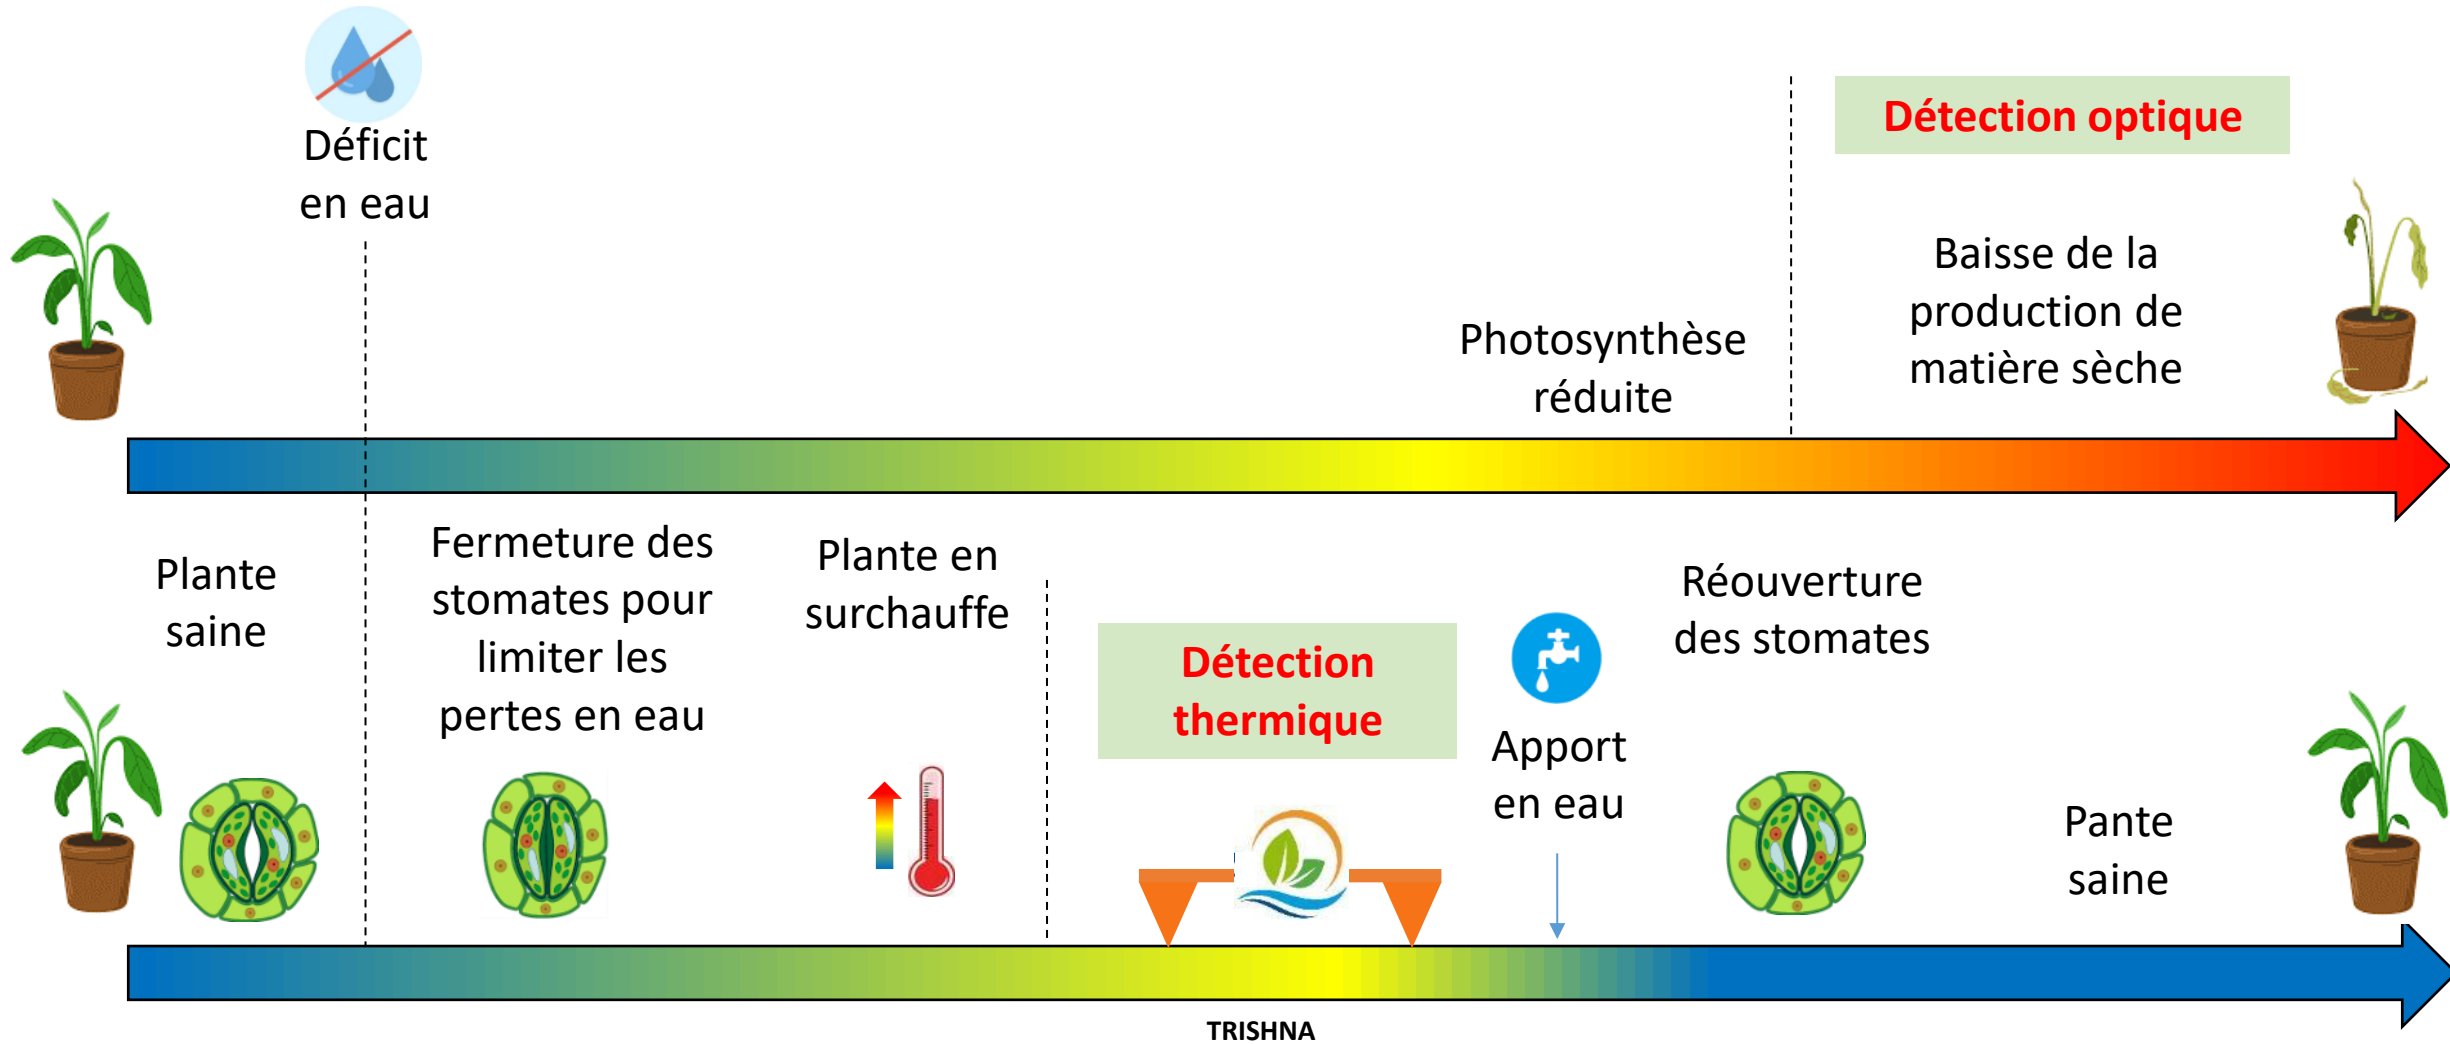 Déficit
en eau
Détection optique
Baisse de la
production de
matière sèche
Photosynthèse
réduite
Plante
saine
Fermeture des
stomates pour
limiter les
pertes en eau
Plante en
surchauffe
Détection
thermique
Apport
en eau
Réouverture
des stomates
Pante
saine
TRISHNA